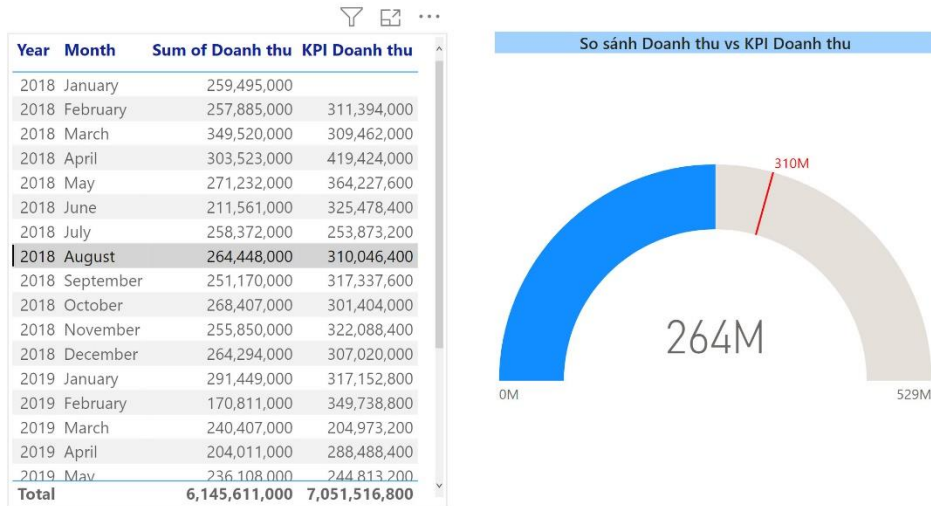 Year Month Sum of Doanh thu KPI Doanh thu
2018 January 259,495,000
2018 February 257,885,000 311,394,000
2018 March 349,520,000 309,462,000
2018 April 303,523,000 419,424,000
2018 May 271,232,000 364,227,600
2018 June 211,561,000 325,478,400
2018 July 258,372,000 253,873,200
2018 August 264,448,000 310,046,400
2018 September 251,170,000 317,337,600
2018 October 268,407,000 301,404,000
2018 November 255,850,000 322,088,400
2018 December 264,294,000 307,020,000
2019 January 291,449,000 317,152,800
2019 February 170,811,000 349,738,800
2019 March 240,407,000 204,973,200
2019 April 204,011,000 288,488,400
2019 May 236,108,000 244,813,200
Total 6,145,611,000 7,051,516,800
So sánh Doanh thu vs KPI Doanh thu
310M
264M
0M 529M